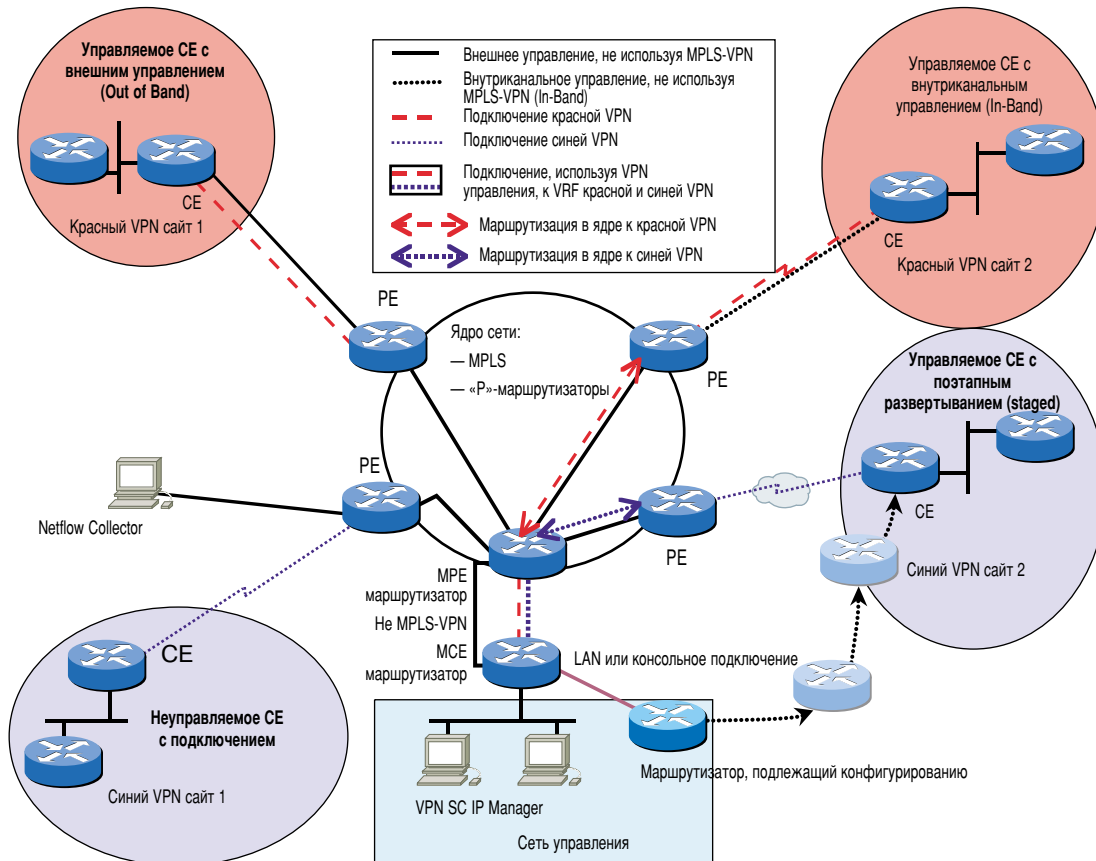 Управляемое CE с
внешним управлением
(Out of Band)
CE
Красный VPN сайт 1
Внешнее управление, не используя MPLS-VPN
Внутриканальное управление, не используя
MPLS-VPN (In-Band)
Подключение красной VPN
Подключение синей VPN
Подключение, используя VPN
управления, к VRF красной и синей VPN
Маршрутизация в ядре к красной VPN
Маршрутизация в ядре к синей VPN
Управляемое CE с
внутриканальным
управлением (In-Band)
CE
Красный VPN сайт 2
PE
Ядро сети:
— MPLS
— «P»-маршрутизаторы
PE
Управляемое CE с
поэтапным
развертыванием (staged)
CE
Синий VPN сайт 2
PE
Netflow Collector
PE
MPE
маршрутизатор
Не MPLS-VPN
MCE
маршрутизатор
LAN или консольное подключение
CE
Неуправляемое CE
с подключением
Синий VPN сайт 1
Маршрутизатор, подлежащий конфигурированию
VPN SC IP Manager
Сеть управления